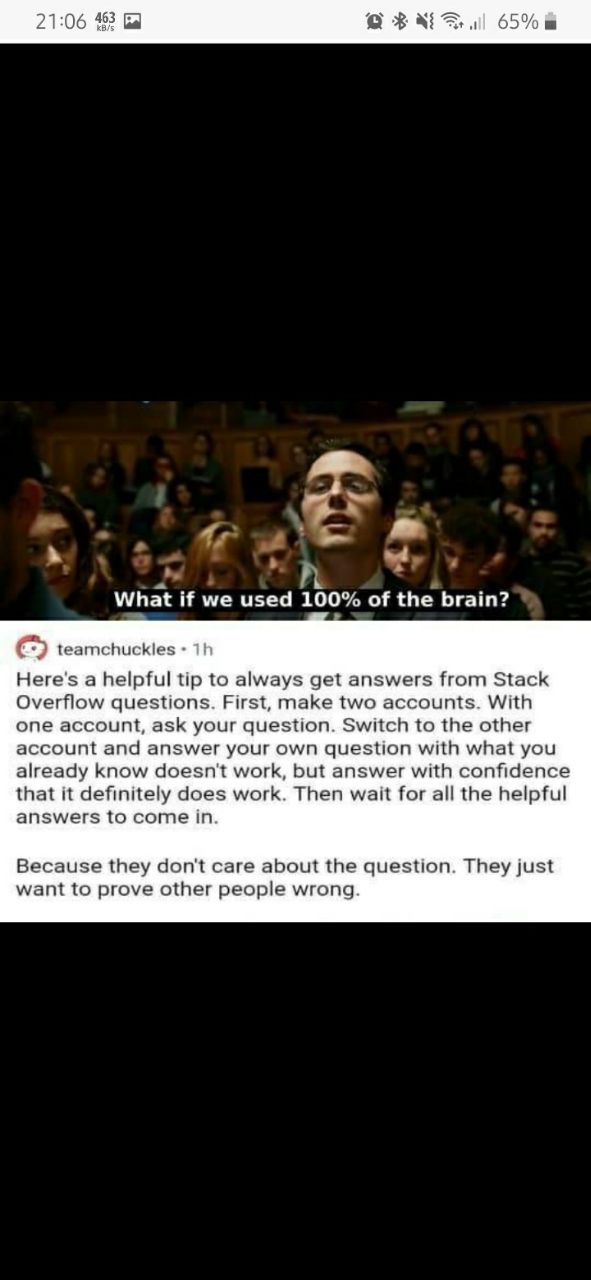 21:06 463 KB/s 65%
What if we used 100% of the brain?
teamchuckles • 1h
Here's a helpful tip to always get answers from Stack
Overflow questions. First, make two accounts. With
one account, ask your question. Switch to the other
account and answer your own question with what you
already know doesn't work, but answer with confidence
that it definitely does work. Then wait for all the helpful
answers to come in.
Because they don't care about the question. They just
want to prove other people wrong.